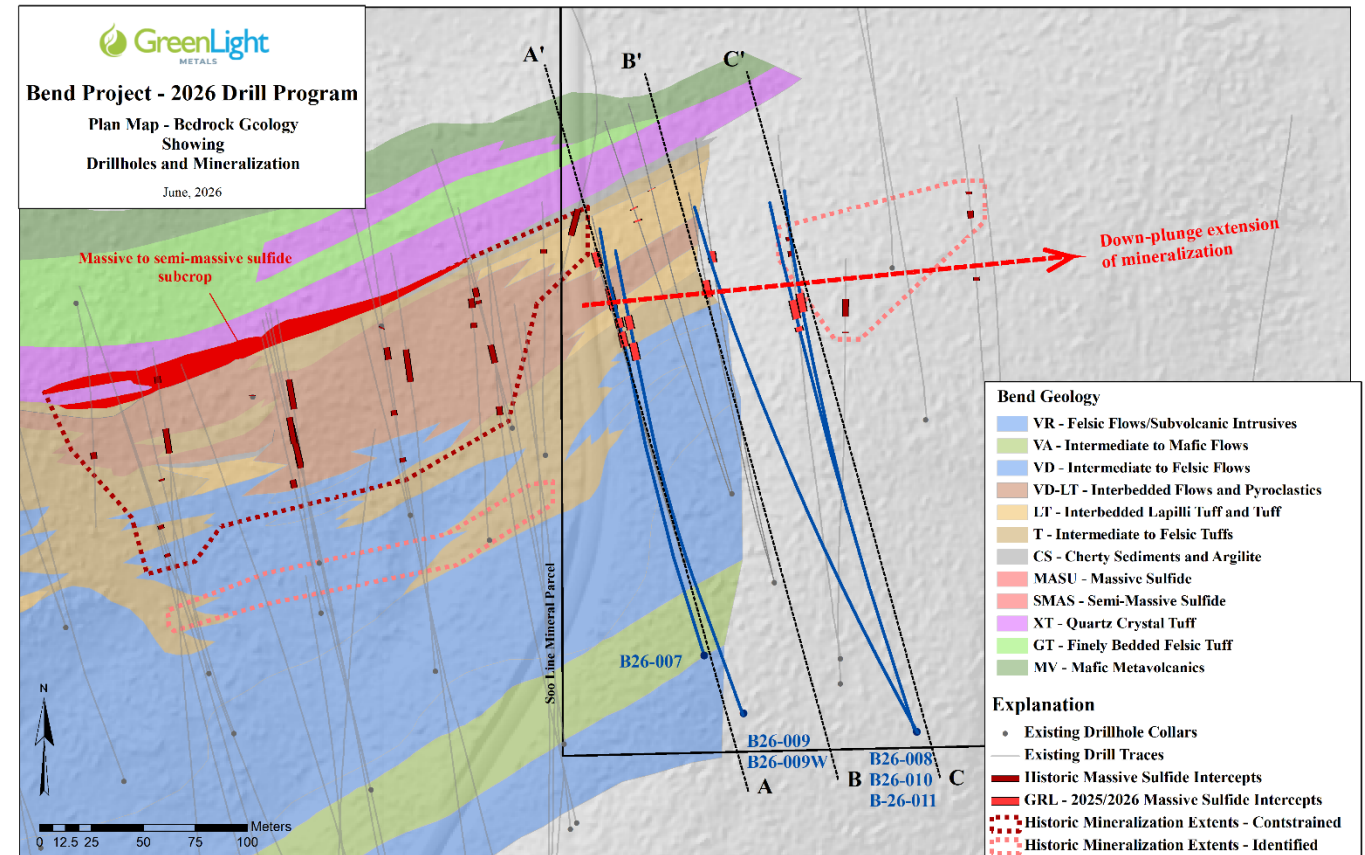 GreenLight
METALS
Bend Project - 2026 Drill Program
Plan Map - Bedrock Geology
Showing
Drillholes and Mineralization
June, 2026
A'
B'
C'
Massive to semi-massive sulfide
subcrop
Down-plunge extension
of mineralization
Soo Line Mineral Parcel
B26-007
B26-009
B26-009W
B26-008
B26-010
B-26-011
A
B
C
N
Meters
0 12.5 25 50 75 100
Bend Geology
VR - Felsic Flows/Subvolcanic Intrusives
VA - Intermediate to Mafic Flows
VD - Intermediate to Felsic Flows
VD-LT - Interbedded Flows and Pyroclastics
LT - Interbedded Lapilli Tuff and Tuff
T - Intermediate to Felsic Tuffs
CS - Cherty Sediments and Argilite
MASU - Massive Sulfide
SMAS - Semi-Massive Sulfide
XT - Quartz Crystal Tuff
GT - Finely Bedded Felsic Tuff
MV - Mafic Metavolcanics
Explanation
Existing Drillhole Collars
Existing Drill Traces
Historic Massive Sulfide Intercepts
GRL - 2025/2026 Massive Sulfide Intercepts
Historic Mineralization Extents - Contstrained
Historic Mineralization Extents - Identified